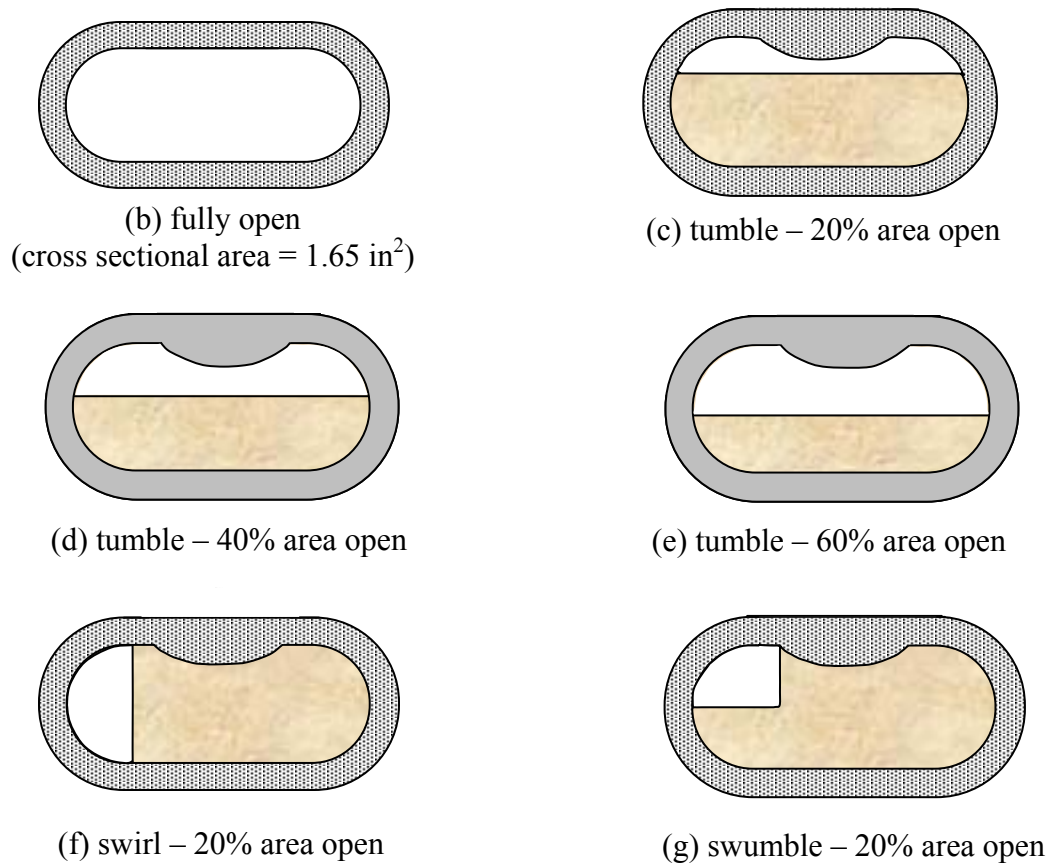 (b) fully open
(cross sectional area = 1.65 in²)
(c) tumble – 20% area open
(d) tumble – 40% area open
(e) tumble – 60% area open
(f) swirl – 20% area open
(g) swumble – 20% area open